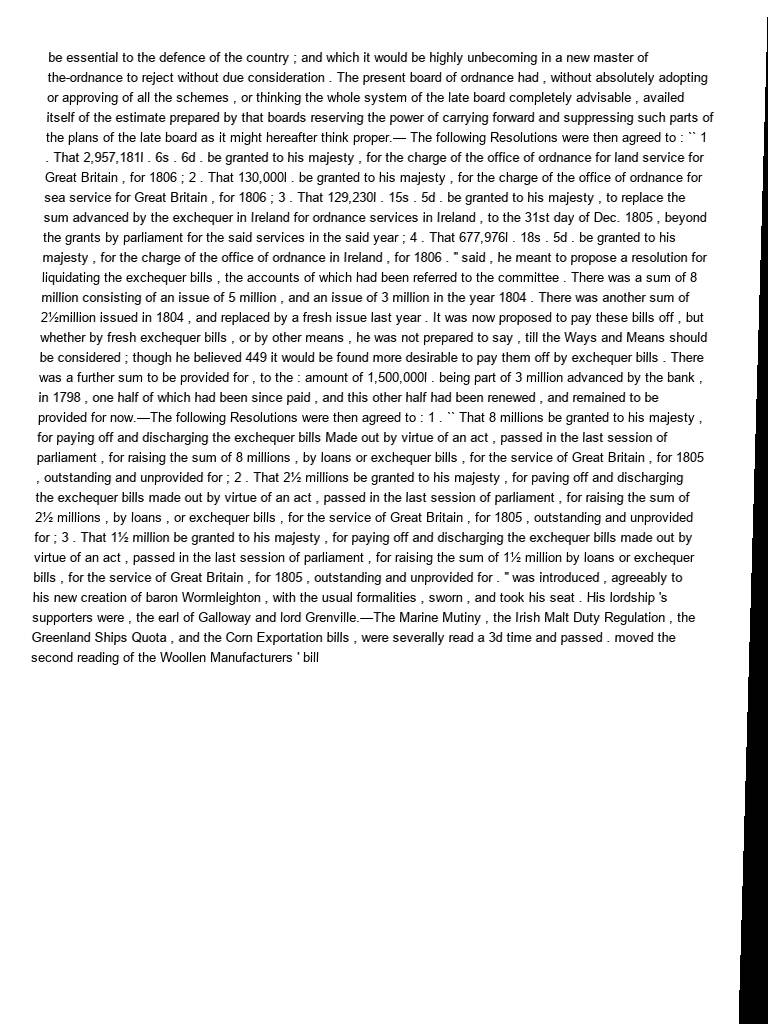 be essential to the defence of the country ; and which it would be highly unbecoming in a new master of
the-ordnance to reject without due consideration . The present board of ordnance had , without absolutely adopting
or approving of all the schemes , or thinking the whole system of the late board completely advisable , availed
itself of the estimate prepared by that boards reserving the power of carrying forward and suppressing such parts of
the plans of the late board as it might hereafter think proper.— The following Resolutions were then agreed to : `` 1
. That 2,957,181l . 6s . 6d . be granted to his majesty , for the charge of the office of ordnance for land service for
Great Britain , for 1806 ; 2 . That 130,000l . be granted to his majesty , for the charge of the office of ordnance for
sea service for Great Britain , for 1806 ; 3 . That 129,230l . 15s . 5d . be granted to his majesty , to replace the
sum advanced by the exchequer in Ireland for ordnance services in Ireland , to the 31st day of Dec. 1805 , beyond
the grants by parliament for the said services in the said year ; 4 . That 677,976l . 18s . 5d . be granted to his
majesty , for the charge of the office of ordnance in Ireland , for 1806 . '' said , he meant to propose a resolution for
liquidating the exchequer bills , the accounts of which had been referred to the committee . There was a sum of 8
million consisting of an issue of 5 million , and an issue of 3 million in the year 1804 . There was another sum of
2½million issued in 1804 , and replaced by a fresh issue last year . It was now proposed to pay these bills off , but
whether by fresh exchequer bills , or by other means , he was not prepared to say , till the Ways and Means should
be considered ; though he believed 449 it would be found more desirable to pay them off by exchequer bills . There
was a further sum to be provided for , to the : amount of 1,500,000l . being part of 3 million advanced by the bank ,
in 1798 , one half of which had been since paid , and this other half had been renewed , and remained to be
provided for now.—The following Resolutions were then agreed to : 1 . `` That 8 millions be granted to his majesty ,
for paying off and discharging the exchequer bills Made out by virtue of an act , passed in the last session of
parliament , for raising the sum of 8 millions , by loans or exchequer bills , for the service of Great Britain , for 1805
, outstanding and unprovided for ; 2 . That 2½ millions be granted to his majesty , for paving off and discharging
the exchequer bills made out by virtue of an act , passed in the last session of parliament , for raising the sum of
2½ millions , by loans , or exchequer bills , for the service of Great Britain , for 1805 , outstanding and unprovided
for ; 3 . That 1½ million be granted to his majesty , for paying off and discharging the exchequer bills made out by
virtue of an act , passed in the last session of parliament , for raising the sum of 1½ million by loans or exchequer
bills , for the service of Great Britain , for 1805 , outstanding and unprovided for . '' was introduced , agreeably to
his new creation of baron Wormleighton , with the usual formalities , sworn , and took his seat . His lordship 's
supporters were , the earl of Galloway and lord Grenville.—The Marine Mutiny , the Irish Malt Duty Regulation , the
Greenland Ships Quota , and the Corn Exportation bills , were severally read a 3d time and passed . moved the
second reading of the Woollen Manufacturers ' bill